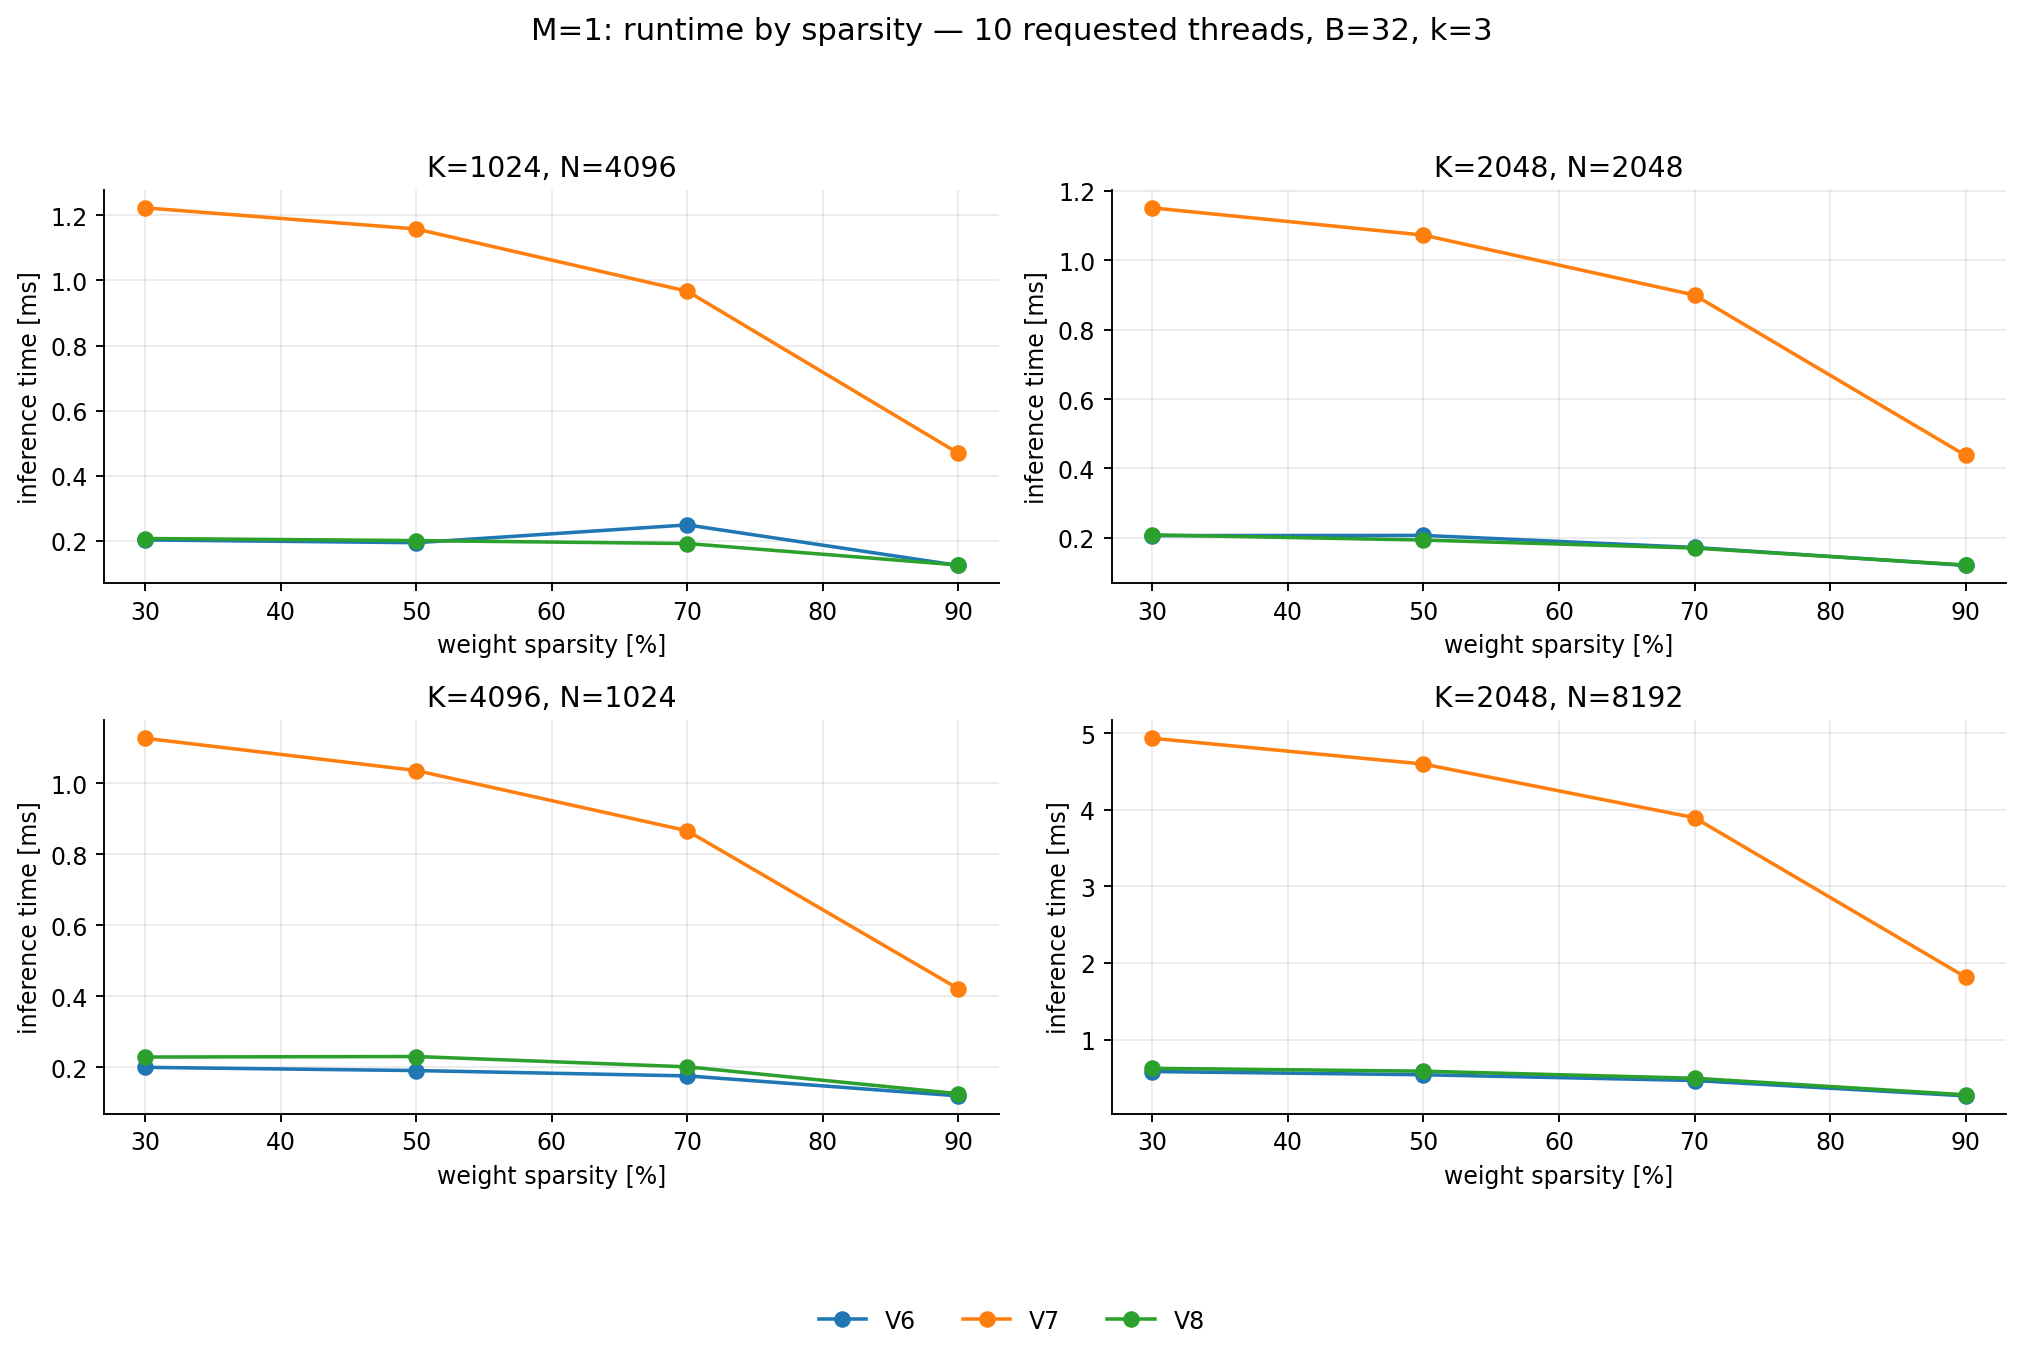 M=1: runtime by sparsity — 10 requested threads, B=32, k=3
K=1024, N=4096
inference time [ms]
1.2
1.0
0.8
0.6
0.4
0.2
30 40 50 60 70 80 90
weight sparsity [%]
K=2048, N=2048
inference time [ms]
1.2
1.0
0.8
0.6
0.4
0.2
30 40 50 60 70 80 90
weight sparsity [%]
K=4096, N=1024
inference time [ms]
1.0
0.8
0.6
0.4
0.2
30 40 50 60 70 80 90
weight sparsity [%]
K=2048, N=8192
inference time [ms]
5
4
3
2
1
30 40 50 60 70 80 90
weight sparsity [%]
V6 V7 V8